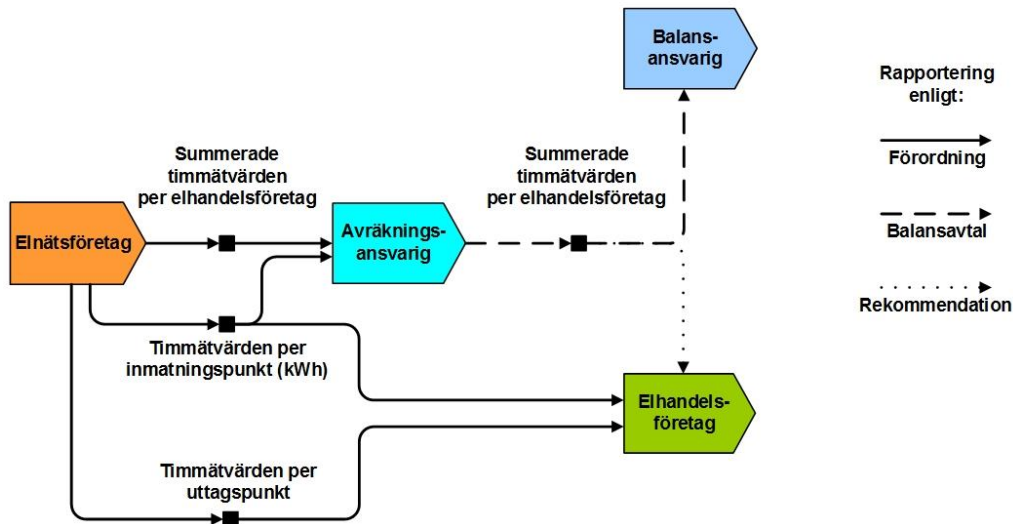 Balans-
ansvarig
Rapportering
enligt:
Förordning
Balansavtal
Rekommendation
Summerade
timmätvärden
per elhandelsföretag
Summerade
timmätvärden
per elhandelsföretag
Elnätsföretag
Avräknings-
ansvarig
Timmätvärden per
inmatningspunkt (kWh)
Elhandels-
företag
Timmätvärden per
uttagspunkt